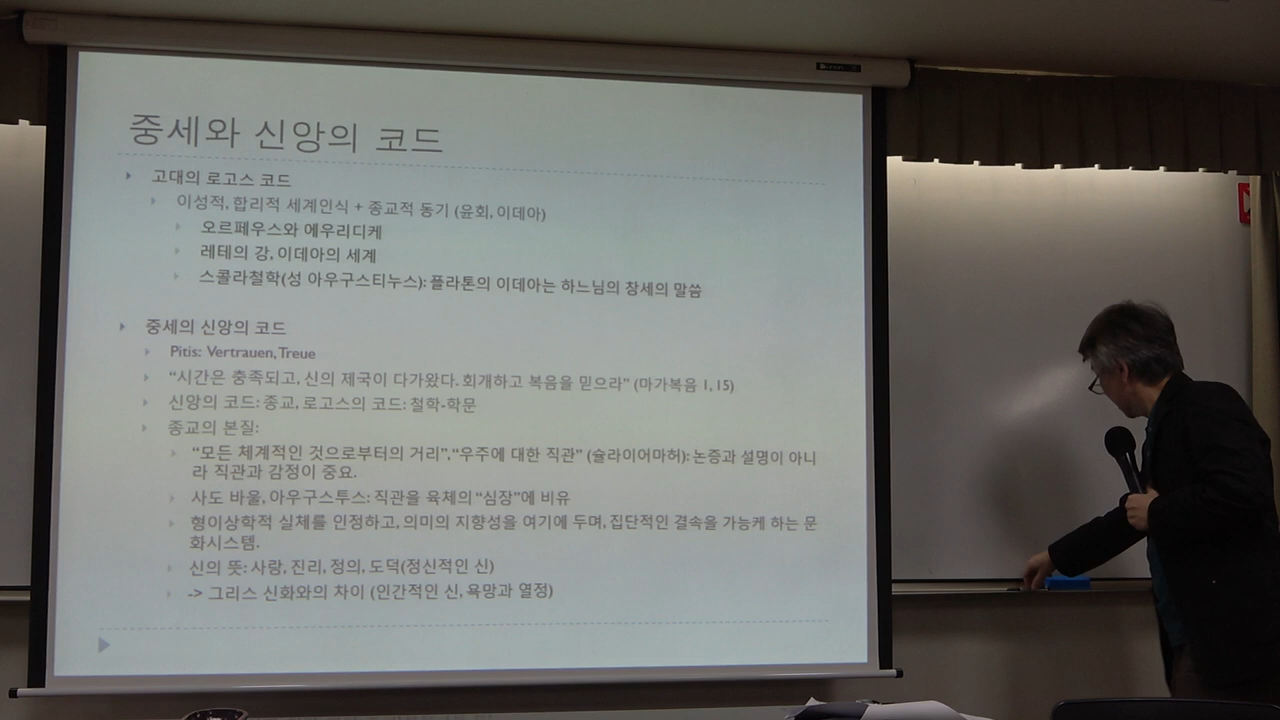 중세와 신앙의 코드
고대의 로고스 코드
이성적, 합리적 세계인식 + 종교적 동기 (윤회, 이데아)
오르페우스와 에우리디케
레테의 강, 이데아의 세계
스콜라철학(성 아우구스티누스): 플라톤의 이데아는 하느님의 창세의 말씀
중세의 신앙의 코드
Pitis: Vertrauen, Treue
“시간은 충족되고, 신의 제국이 다가왔다. 회개하고 복음을 믿으라” (마가복음 1, 15)
신앙의 코드: 종교, 로고스의 코드: 철학-학문
종교의 본질:
“모든 체계적인 것으로부터의 거리”, “우주에 대한 직관” (슐라이어마허): 논증과 설명이 아니
라 직관과 감정이 중요.
사도 바울, 아우구스투스: 직관을 육체의 “심장”에 비유
형이상학적 실체를 인정하고, 의미의 지향성을 여기에 두며, 집단적인 결속을 가능케 하는 문
화시스템.
신의 뜻: 사랑, 진리, 정의, 도덕(정신적인 신)
-> 그리스 신화와의 차이 (인간적인 신, 욕망과 열정)